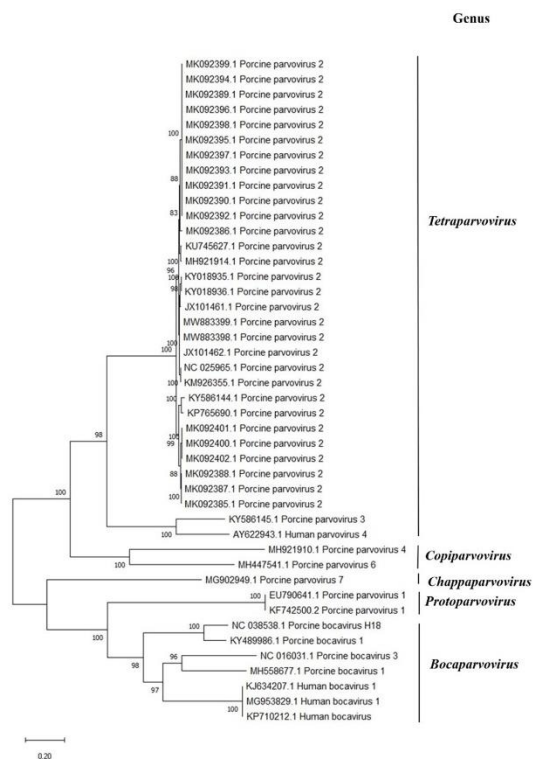 Genus
MK092399.1 Porcine parvovirus 2
MK092394.1 Porcine parvovirus 2
MK092389.1 Porcine parvovirus 2
MK092396.1 Porcine parvovirus 2
MK092398.1 Porcine parvovirus 2
MK092395.1 Porcine parvovirus 2
100
MK092397.1 Porcine parvovirus 2
MK092393.1 Porcine parvovirus 2
88
MK092391.1 Porcine parvovirus 2
MK092390.1 Porcine parvovirus 2
83
MK092392.1 Porcine parvovirus 2
Tetraparvovirus
MK092386.1 Porcine parvovirus 2
KU745627.1 Porcine parvovirus 2
100
MH921914.1 Porcine parvovirus 2
96
KY018935.1 Porcine parvovirus 2
98
KY018936.1 Porcine parvovirus 2
JX101461.1 Porcine parvovirus 2
MW883399.1 Porcine parvovirus 2
MW883398.1 Porcine parvovirus 2
100
JX101462.1 Porcine parvovirus 2
100
NC 025965.1 Porcine parvovirus 2
KM926355.1 Porcine parvovirus 2
100
KY586144.1 Porcine parvovirus 2
KP765690.1 Porcine parvovirus 2
MK092401.1 Porcine parvovirus 2
98
99
MK092400.1 Porcine parvovirus 2
MK092402.1 Porcine parvovirus 2
88
MK092388.1 Porcine parvovirus 2
MK092387.1 Porcine parvovirus 2
100
MK092385.1 Porcine parvovirus 2
100
KY586145.1 Porcine parvovirus 3
100
AY622943.1 Human parvovirus 4
MH921910.1 Porcine parvovirus 4
Copiparvovirus
100
MH447541.1 Porcine parvovirus 6
MG902949.1 Porcine parvovirus 7
Chappaparvovirus
100
EU790641.1 Porcine parvovirus 1
Protoparvovirus
KF742500.2 Porcine parvovirus 1
100
NC 038538.1 Porcine bocavirus H18
100
KY489986.1 Porcine bocavirus 1
98
96
NC 016031.1 Porcine bocavirus 3
Bocaparvovirus
MH558677.1 Porcine bocavirus 1
97
KJ634207.1 Human bocavirus 1
MG953829.1 Human bocavirus 1
100
KP710212.1 Human bocavirus
0.20